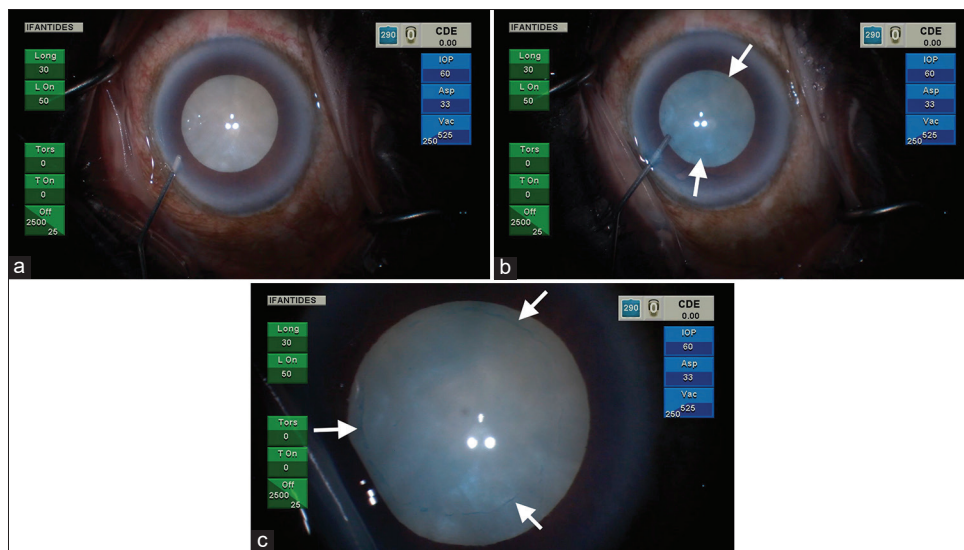 IFANTIDES
Long
30
L On
50
Tors
0
T On
0
Off
2500
25
290
0
CDE
0.00
IOP
60
Asp
33
Vac
525
250
a
IFANTIDES
Long
30
L On
50
Tors
0
T On
0
Off
2500
25
290
0
CDE
0.00
IOP
60
Asp
33
Vac
525
250
b
IFANTIDES
Long
30
L On
50
Tors
0
T On
0
Off
2500
25
290
0
CDE
0.00
IOP
60
Asp
33
Vac
525
250
c